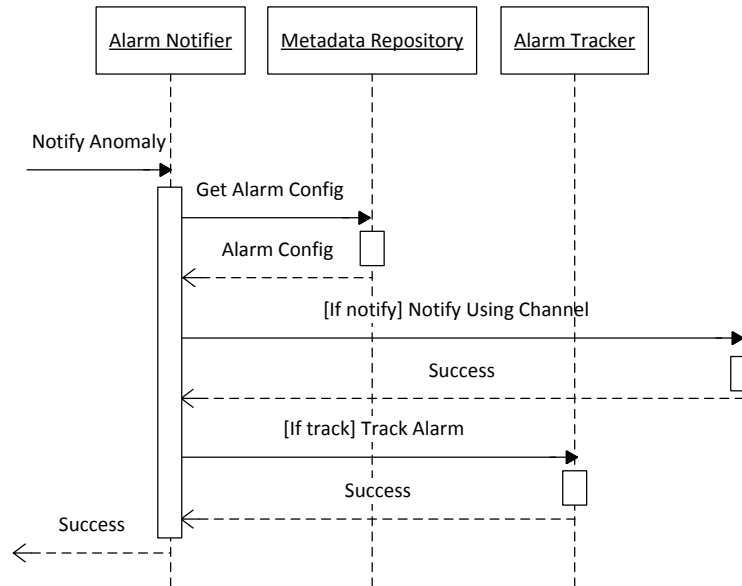 Alarm Notifier
Metadata Repository
Alarm Tracker
Notify Anomaly
Get Alarm Config
Alarm Config
[If notify] Notify Using Channel
Success
[If track] Track Alarm
Success
Success